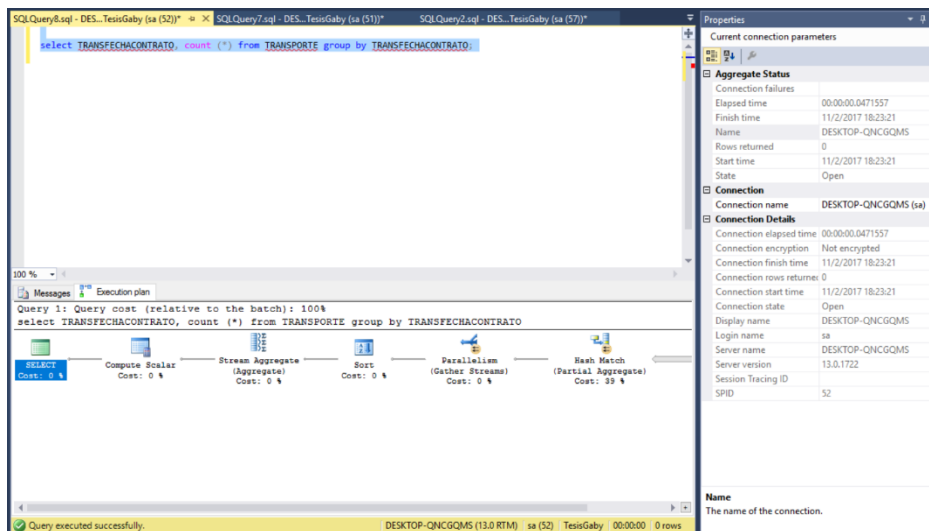 SQLQuery8.sql - DES...TesisGaby (sa (52))*
SQLQuery7.sql - DES...TesisGaby (sa (51))*
SQLQuery2.sql - DES...TesisGaby (sa (57))*
select TRANSFECHACONTRATO, count (*) from TRANSPORTE group by TRANSFECHACONTRATO;
100 %
Messages
Execution plan
Query 1: Query cost (relative to the batch): 100%
select TRANSFECHACONTRATO, count (*) from TRANSPORTE group by TRANSFECHACONTRATO
SELECT
Cost: 0 %
Compute Scalar
Cost: 0 %
Stream Aggregate
(Aggregate)
Cost: 0 %
Sort
Cost: 0 %
Parallelism
(Gather Streams)
Cost: 0 %
Hash Match
(Partial Aggregate)
Cost: 39 %
Query executed successfully.
DESKTOP-QNCGQMS (13.0 RTM)
sa (52)
TesisGaby
00:00:00
0 rows
Properties
Current connection parameters
Aggregate Status
Connection failures
Elapsed time 00:00:00.0471557
Finish time 11/2/2017 18:23:21
Name DESKTOP-QNCGQMS
Rows returned 0
Start time 11/2/2017 18:23:21
State Open
Connection
Connection name DESKTOP-QNCGQMS (sa)
Connection Details
Connection elapsed time 00:00:00.0471557
Connection encryption Not encrypted
Connection finish time 11/2/2017 18:23:21
Connection rows returne 0
Connection start time 11/2/2017 18:23:21
Connection state Open
Display name DESKTOP-QNCGQMS
Login name sa
Server name DESKTOP-QNCGQMS
Server version 13.0.1722
Session Tracing ID
SPID 52
Name
The name of the connection.